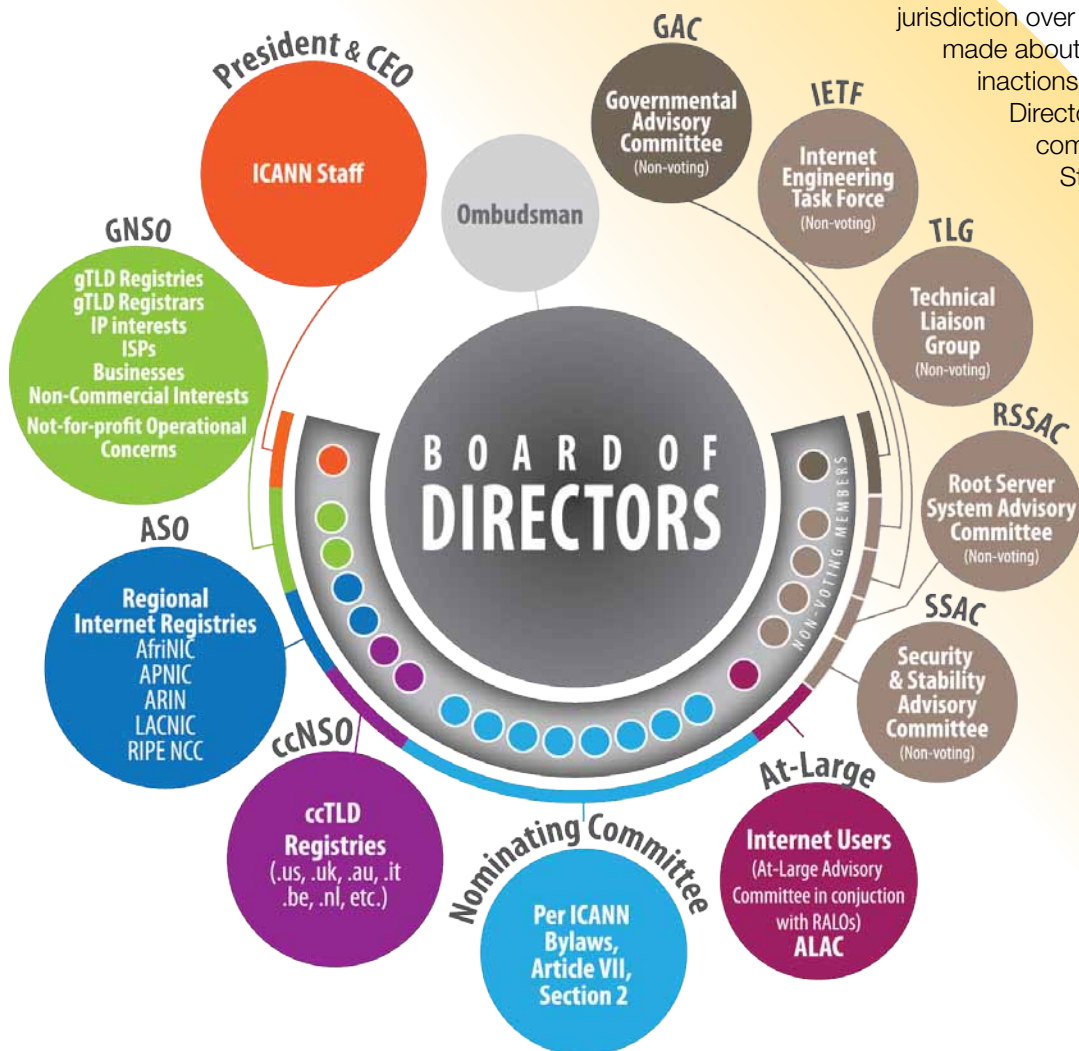 jurisdiction over
made about
inactions
Directo
com
St
President & CEO
ICANN Staff
Ombudsman
GAC
Governmental
Advisory
Committee
(Non-voting)
IETF
Internet
Engineering
Task Force
(Non-voting)
TLG
Technical
Liaison
Group
(Non-voting)
RSSAC
Root Server
System Advisory
Committee
(Non-voting)
SSAC
Security
& Stability
Advisory
Committee
(Non-voting)
GNSO
gTLD Registries
gTLD Registrars
IP interests
ISPs
Businesses
Non-Commercial Interests
Not-for-profit Operational
Concerns
BOARD OF
DIRECTORS
NON-VOTING MEMBERS
ASO
Regional
Internet Registries
AfriNIC
APNIC
ARIN
LACNIC
RIPE NCC
ccNSO
ccTLD
Registries
(.us, .uk, .au, .it
.be, .nl, etc.)
Nominating Committee
Per ICANN
Bylaws,
Article VII,
Section 2
At-Large
Internet Users
(At-Large Advisory
Committee in conjuction
with RALOs)
ALAC